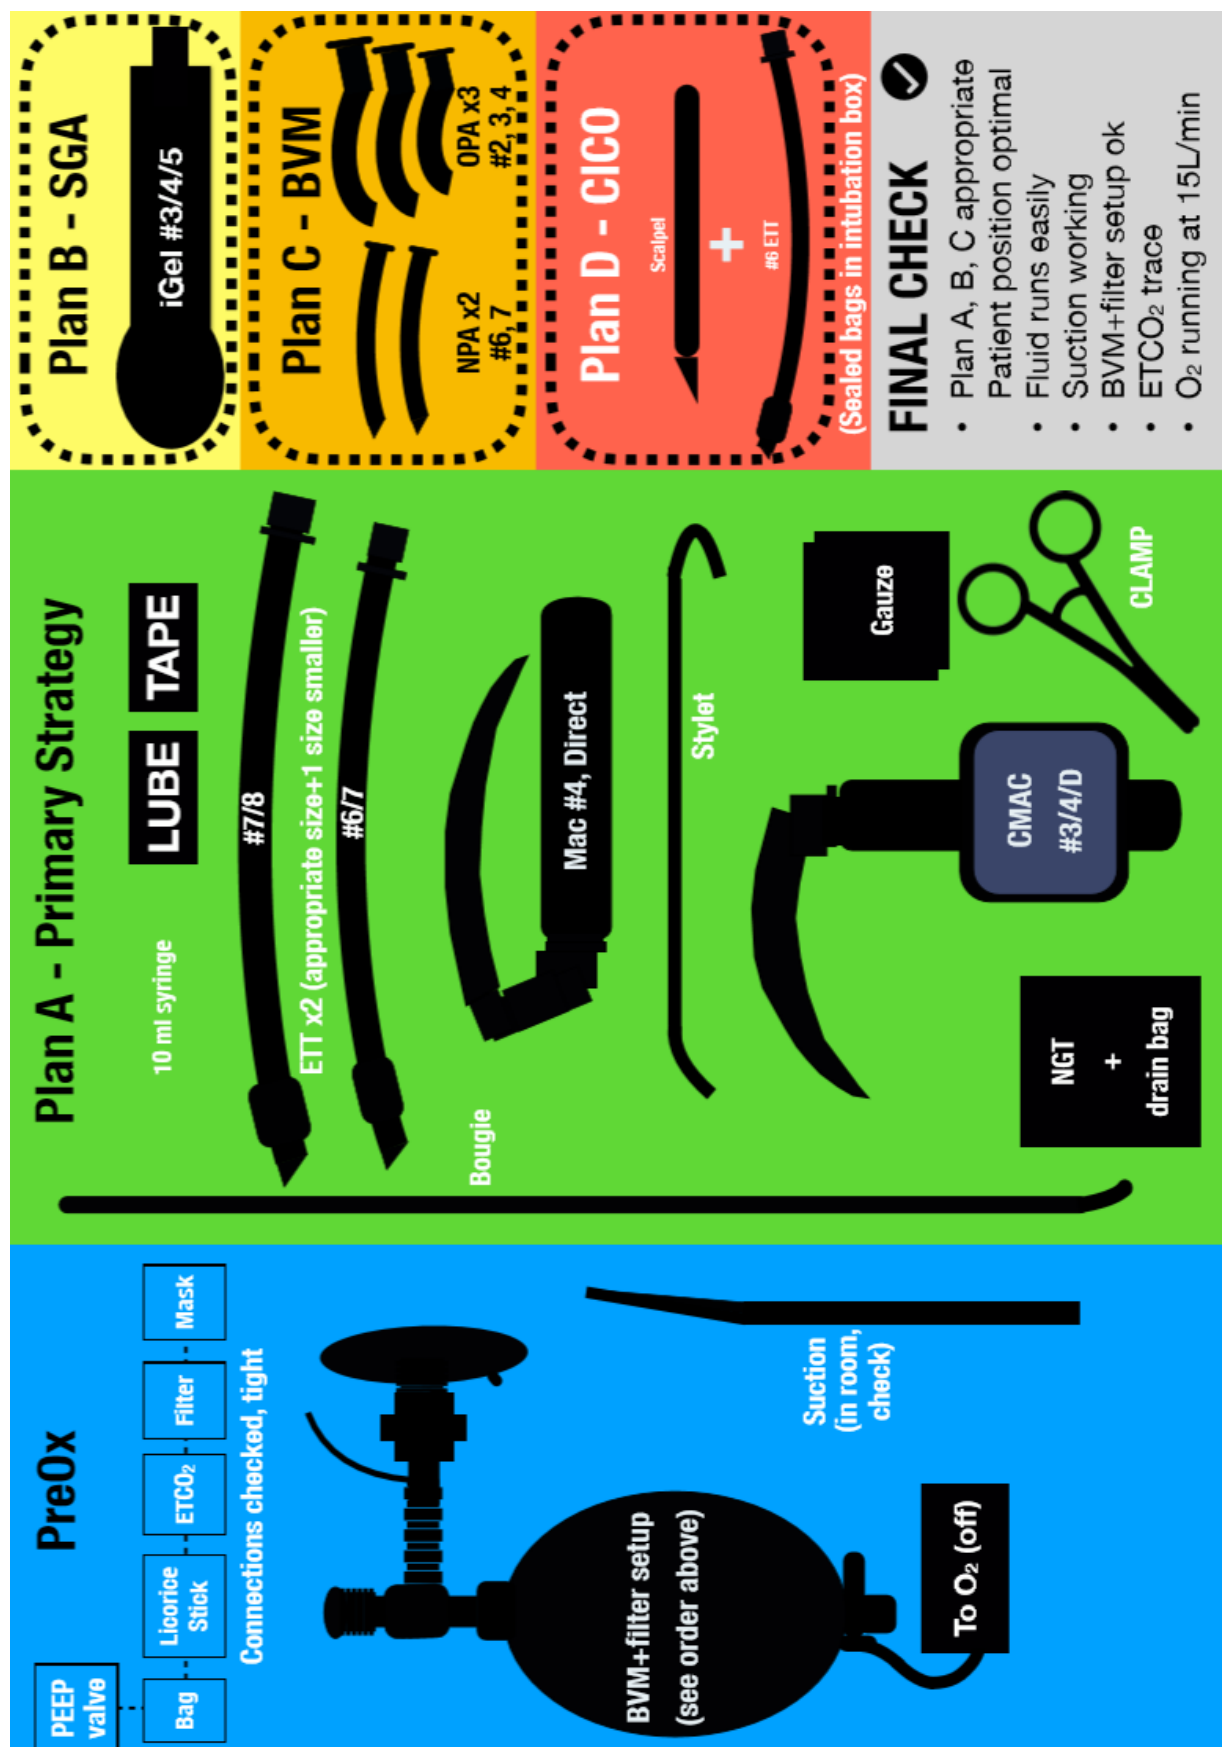 PreOx
PEEP
valve
Bag
Licorice
Stick
ETCO₂
Filter
Mask
Connections checked, tight
BVM+filter setup
(see order above)
Suction
(in room,
check)
To O₂ (off)
Plan A - Primary Strategy
10 ml syringe
LUBE
TAPE
#7/8
ETT x2 (appropriate size+1 size smaller)
#6/7
Bougie
Mac #4, Direct
Stylet
Gauze
CMAC
#3/4/D
CLAMP
NGT
+
drain bag
Plan B - SGA
iGel #3/4/5
Plan C - BVM
NPA x2
#6, 7
OPA x3
#2, 3, 4
Plan D - CICO
Scalpel
+
#6 ETT
(Sealed bags in intubation box)
FINAL CHECK
• Plan A, B, C appropriate
Patient position optimal
• Fluid runs easily
• Suction working
• BVM+filter setup ok
• ETCO₂ trace
• O₂ running at 15L/min